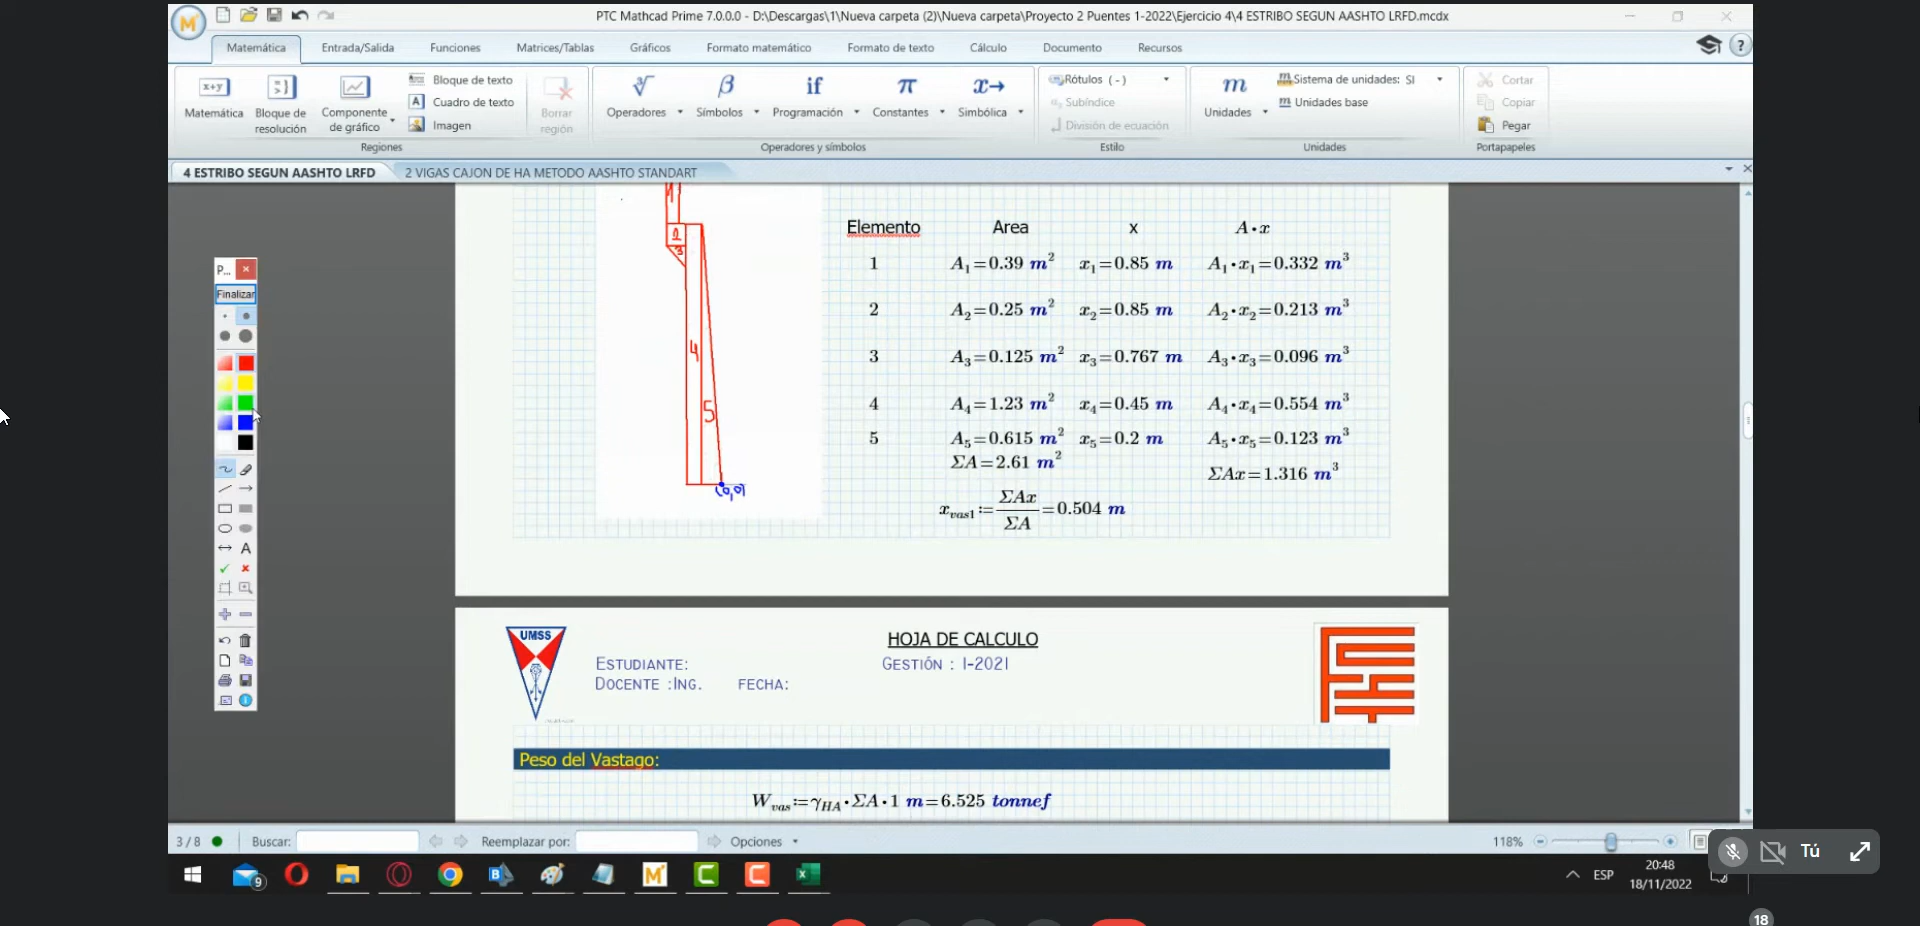 PTC Mathcad Prime 7.0.0.0 - D:\Descargas\1\Nueva carpeta (2)\Nueva carpeta\Proyecto 2 Puentes 1-2022\Ejercicio 4\4 ESTRIBO SEGUN AASHTO LRFD.mcdx
Matemática Entrada/Salida Funciones Matrices/Tablas Gráficos Formato matemático Formato de texto Cálculo Documento Recursos
Matemática
Bloque de resolución
Componente de gráfico
Bloque de texto
Cuadro de texto
Imagen
Borrar región
Regiones
Operadores Símbolos Programación Constantes Simbólica
Operadores y símbolos
Rótulos (-)
Subíndice
División de ecuación
Estilo
Unidades
Sistema de unidades: SI
Unidades base
Unidades
Cortar
Copiar
Pegar
Portapapeles
4 ESTRIBO SEGUN AASHTO LRFD 2 VIGAS CAJON DE HA METODO AASHTO STANDART
P...
Finalizar
1
2
3
4
5
(0,0)
Elemento Area x A·x
1 A₁=0.39 m² x₁=0.85 m A₁·x₁=0.332 m³
2 A₂=0.25 m² x₂=0.85 m A₂·x₂=0.213 m³
3 A₃=0.125 m² x₃=0.767 m A₃·x₃=0.096 m³
4 A₄=1.23 m² x₄=0.45 m A₄·x₄=0.554 m³
5 A₅=0.615 m² x₅=0.2 m A₅·x₅=0.123 m³
ΣA=2.61 m² ΣAx=1.316 m³
x_vas1:=ΣAx/ΣA=0.504 m
UMSS
HOJA DE CALCULO
ESTUDIANTE: GESTIÓN : I-2021
DOCENTE :ING. FECHA:
Peso del Vastago:
W_vas:=γ_HA·ΣA·1 m=6.525 tonnef
3 / 8 Buscar: Reemplazar por: Opciones 118%
Tú
ESP 20:48
18/11/2022
18